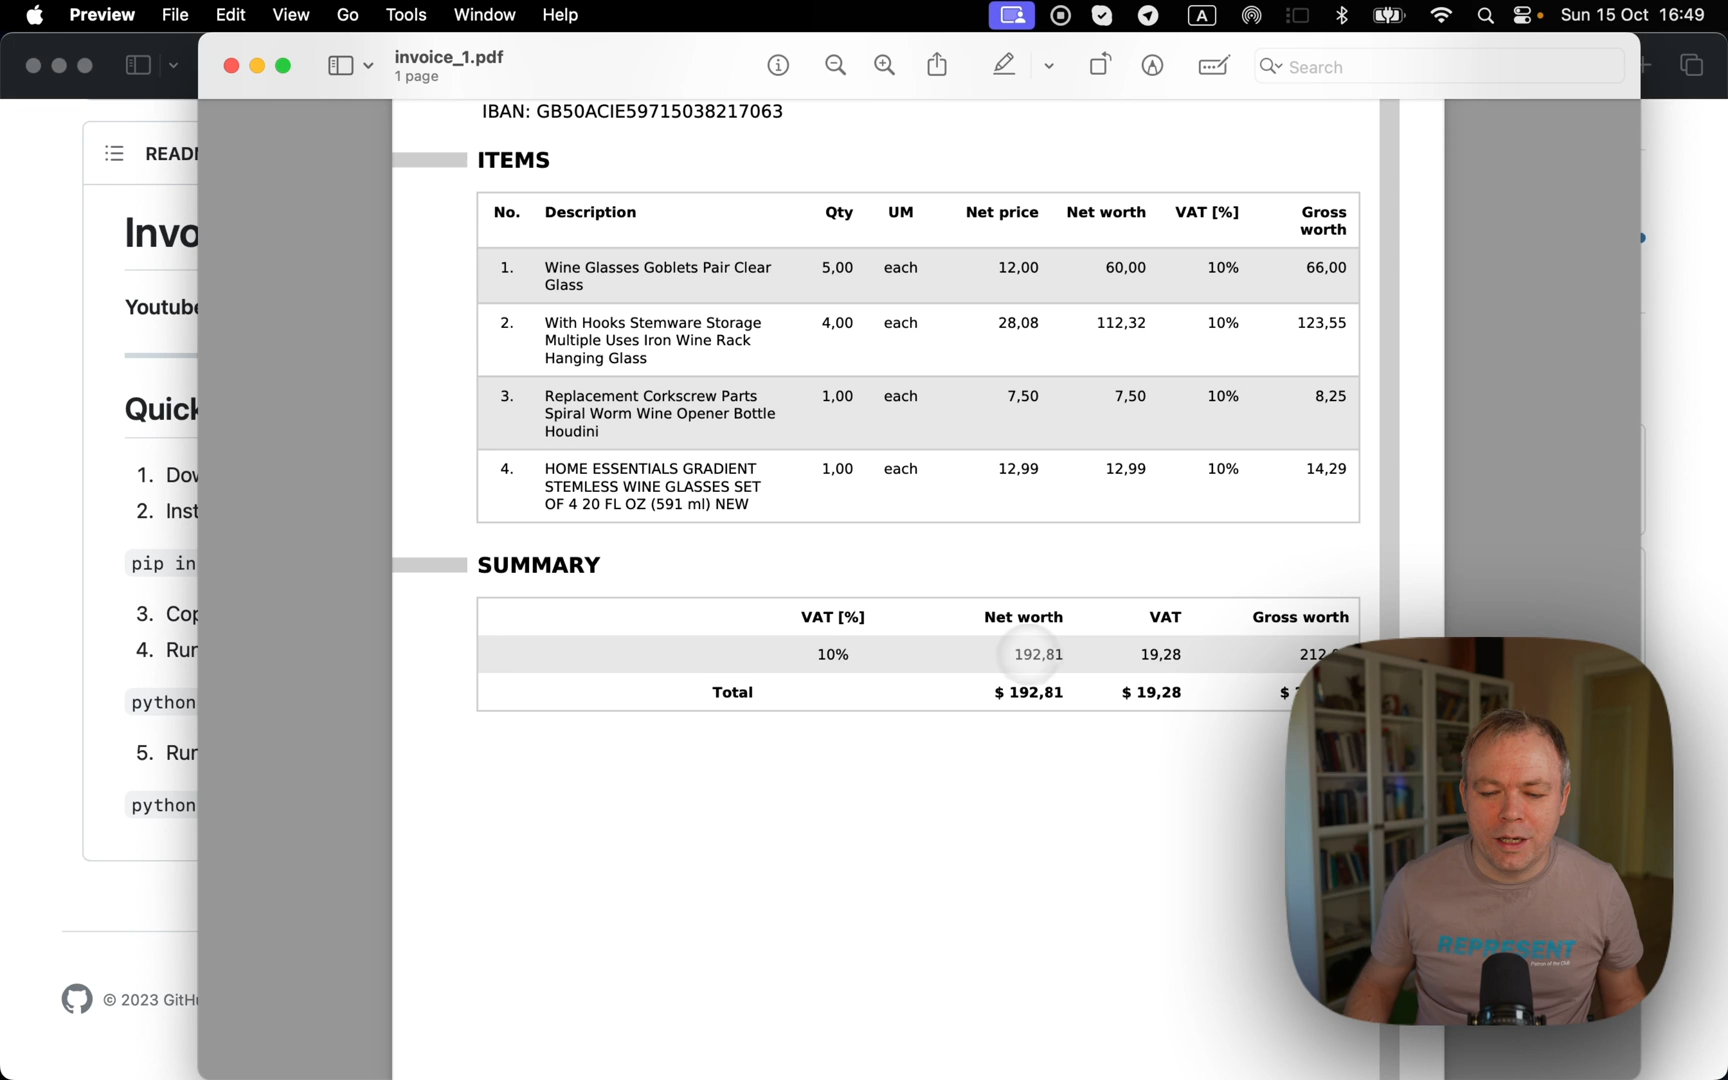 Preview File Edit View Go Tools Window Help
A
Sun 15 Oct 16:49
invoice_1.pdf
1 page
Search
IBAN: GB50ACIE59715038217063
ITEMS
No. Description Qty UM Net price Net worth VAT [%] Gross
worth
1. Wine Glasses Goblets Pair Clear 5,00 each 12,00 60,00 10% 66,00
Glass
2. With Hooks Stemware Storage 4,00 each 28,08 112,32 10% 123,55
Multiple Uses Iron Wine Rack
Hanging Glass
3. Replacement Corkscrew Parts 1,00 each 7,50 7,50 10% 8,25
Spiral Worm Wine Opener Bottle
Houdini
4. HOME ESSENTIALS GRADIENT 1,00 each 12,99 12,99 10% 14,29
STEMLESS WINE GLASSES SET
OF 4 20 FL OZ (591 ml) NEW
SUMMARY
VAT [%] Net worth VAT Gross worth
10% 192,81 19,28 212
Total $ 192,81 $ 19,28 $
Invo
Youtube
Quick
1.
2. Inst
pip in
3. Cop
4. Run
python
5. Run
python
© 2023 GitHu
REPRESENT